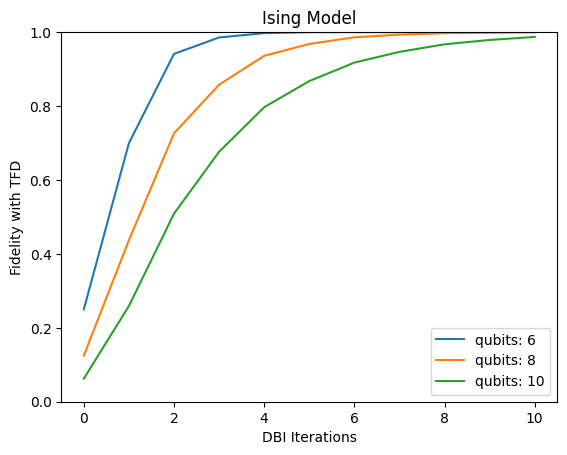 Ising Model
Fidelity with TFD
1.0
0.8
0.6
0.4
0.2
0.0
qubits: 6
qubits: 8
qubits: 10
0 2 4 6 8 10
DBI Iterations